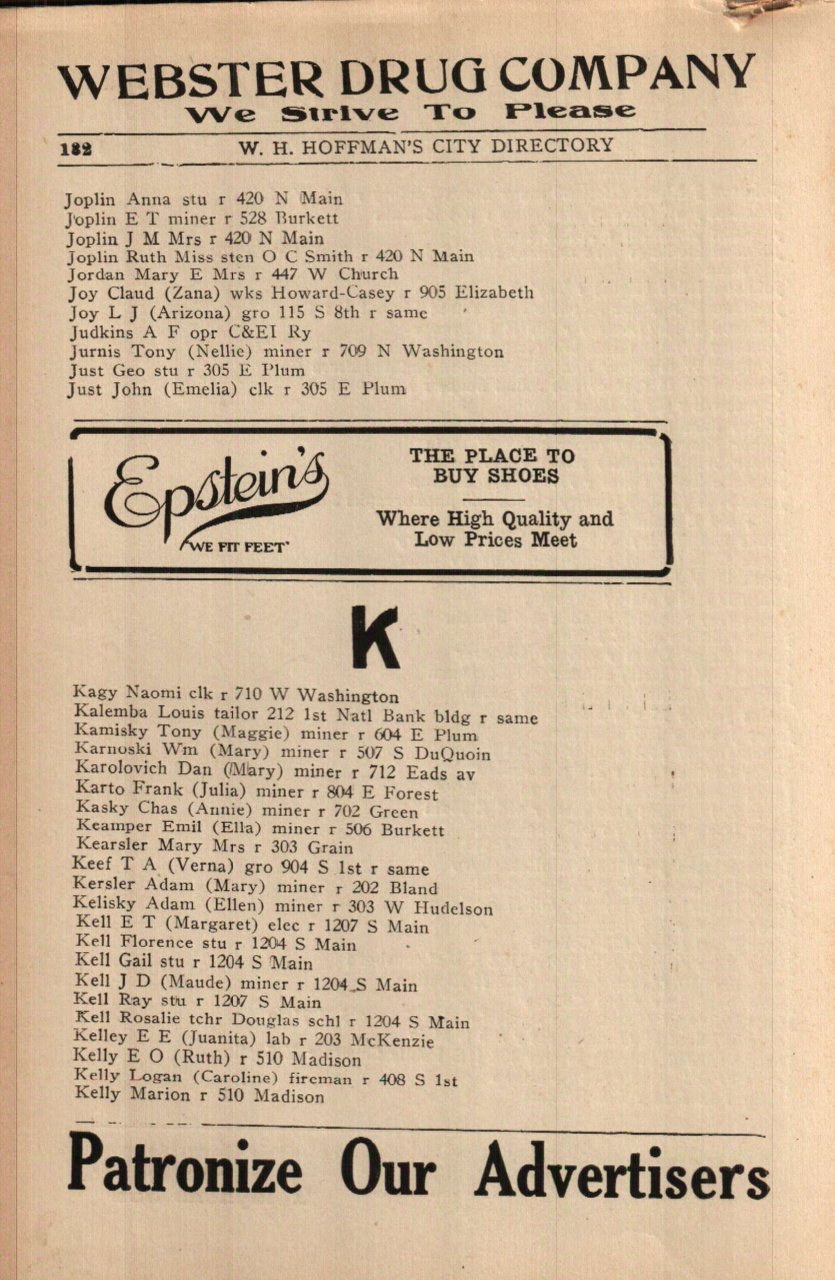 WEBSTER DRUG COMPANY
We Strive To Please
182 W. H. HOFFMAN'S CITY DIRECTORY
Joplin Anna stu r 420 N Main
Joplin E T miner r 528 Burkett
Joplin J M Mrs r 420 N Main
Joplin Ruth Miss sten O C Smith r 420 N Main
Jordan Mary E Mrs r 447 W Church
Joy Claud (Zana) wks Howard-Casey r 905 Elizabeth
Joy L J (Arizona) gro 115 S 8th r same
Judkins A F opr C&EI Ry
Jurnis Tony (Nellie) miner r 709 N Washington
Just Geo stu r 305 E Plum
Just John (Emelia) clk r 305 E Plum
Epstein's
"WE FIT FEET"
THE PLACE TO
BUY SHOES
Where High Quality and
Low Prices Meet
K
Kagy Naomi clk r 710 W Washington
Kalemba Louis tailor 212 1st Natl Bank bldg r same
Kamisky Tony (Maggie) miner r 604 E Plum
Karnoski Wm (Mary) miner r 507 S DuQuoin
Karolovich Dan (Mary) miner r 712 Eads av
Karto Frank (Julia) miner r 804 E Forest
Kasky Chas (Annie) miner r 702 Green
Keamper Emil (Ella) miner r 506 Burkett
Kearsler Mary Mrs r 303 Grain
Keef T A (Verna) gro 904 S 1st r same
Kersler Adam (Mary) miner r 202 Bland
Kelisky Adam (Ellen) miner r 303 W Hudelson
Kell E T (Margaret) elec r 1207 S Main
Kell Florence stu r 1204 S Main
Kell Gail stu r 1204 S Main
Kell J D (Maude) miner r 1204 S Main
Kell Ray stu r 1207 S Main
Kell Rosalie tchr Douglas schl r 1204 S Main
Kelley E E (Juanita) lab r 203 McKenzie
Kelly E O (Ruth) r 510 Madison
Kelly Logan (Caroline) fireman r 408 S 1st
Kelly Marion r 510 Madison
Patronize Our Advertisers